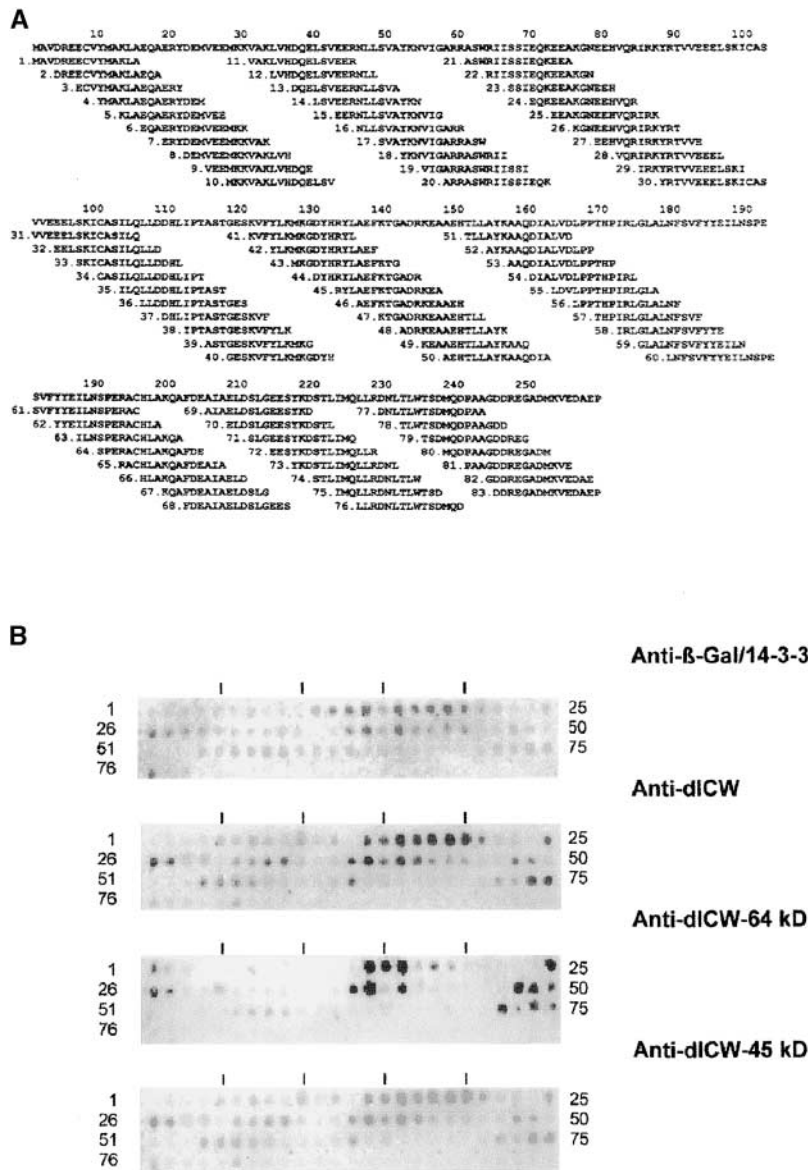 A
10 20 30 40 50 60 70 80 90 100
MAVDREECVYMAKLAEQAERYDEMVEEMKKVAKLVHDQELSVEERNLLSVAYKNVIGARRASWRIISSIEQKEEAKGNEEHVQRIRKYRTVVEEELSKICAS
1.MAVDREECVYMAKLA 11.VAKLVHDQELSVEER 21.ASWRIISSIEQKEEA
2.DREECVYMAKLAEQA 12.LVHDQELSVEERNLL 22.RIISSIEQKEEAKGN
3.ECVYMAKLAEQAERY 13.DQELSVEERNLLSVA 23.SSIEQKEEAKGNEEH
4.YMAKLAEQAERYDEM 14.LSVEERNLLSVAYKN 24.EQKEEAKGNEEHVQR
5.KLAEQAERYDEMVEE 15.EERNLLSVAYKNVIG 25.EEAKGNEEHVQRIRK
6.EQAERYDEMVEEMKK 16.NLLSVAYKNVIGARR 26.KGNEEHVQRIRKYRT
7.ERYDEMVEEMKKVAK 17.SVAYKNVIGARRASW 27.EEHVQRIRKYRTVVE
8.DEMVEEMKKVAKLVH 18.YKNVIGARRASWRII 28.VQRIRKYRTVVEEEL
9.VEEMKKVAKLVHDQE 19.VIGARRASWRIISSI 29.IRKYRTVVEEELSKI
10.MKKVAKLVHDQELSV 20.ARRASWRIISSIEQK 30.YRTVVEEELSKICAS
100 110 120 130 140 150 160 170 180 190
VVEEELSKICASILQLLDDHLIPTASTGESKVFYLKMKGDYHRYLAEFKTGADRKEAAEHTLLAYKAAQDIALVDLPPTHPIRLGLALNFSVFYYEILNSPE
31.VVEEELSKICASILQ 41.KVFYLKMKGDYHRYL 51.TLLAYKAAQDIALVD
32.EELSKICASILQLLD 42.YLKMKGDYHRYLAEF 52.AYKAAQDIALVDLPP
33.SKICASILQLLDDHL 43.MKGDYHRYLAEFKTG 53.AAQDIALVDLPPTHP
34.CASILQLLDDHLIPT 44.DYHRYLAEFKTGADR 54.DIALVDLPPTHPIRL
35.ILQLLDDHLIPTAST 45.RYLAEFKTGADRKEA 55.LVDLPPTHPIRLGLA
36.LLDDHLIPTASTGES 46.AEFKTGADRKEAAEH 56.LPPTHPIRLGLALNF
37.DHLIPTASTGESKVF 47.KTGADRKEAAEHTLL 57.THPIRLGLALNFSVF
38.IPTASTGESKVFYLK 48.ADRKEAAEHTLLAYK 58.IRLGLALNFSVFYYE
39.ASTGESKVFYLKMKG 49.KEAAEHTLLAYKAAQ 59.GLALNFSVFYYEILN
40.GESKVFYLKMKGDYH 50.AEHTLLAYKAAQDIA 60.LNFSVFYYEILNSPE
190 200 210 220 230 240 250
SVFYYEILNSPERACHLAKQAFDEAIAELDSLGEESYKDSTLIMQLLRDNLTLWTSDMQDPAAGDDREGADMKVEDAEP
61.SVFYYEILNSPERAC 69.AIAELDSLGEESYKD 77.DNLTLWTSDMQDPAA
62.YYEILNSPERACHLA 70.ELDSLGEESYKDSTL 78.TLWTSDMQDPAAGDD
63.ILNSPERACHLAKQA 71.SLGEESYKDSTLIMQ 79.TSDMQDPAAGDDREG
64.SPERACHLAKQAFDE 72.EESYKDSTLIMQLLR 80.MQDPAAGDDREGADM
65.RACHLAKQAFDEAIA 73.YKDSTLIMQLLRDNL 81.PAAGDDREGADMKVE
66.HLAKQAFDEAIAELD 74.STLIMQLLRDNLTLW 82.GDDREGADMKVEDAE
67.KQAFDEAIAELDSLG 75.IMQLLRDNLTLWTSD 83.DDREGADMKVEDAEP
68.FDEAIAELDSLGEES 76.LLRDNLTLWTSDMQD
B
Anti-ß-Gal/14-3-3
1 25
26 50
51 75
76
Anti-dICW
1 25
26 50
51 75
76
Anti-dICW-64 kD
1 25
26 50
51 75
76
Anti-dICW-45 kD
1 25
26 50
51 75
76